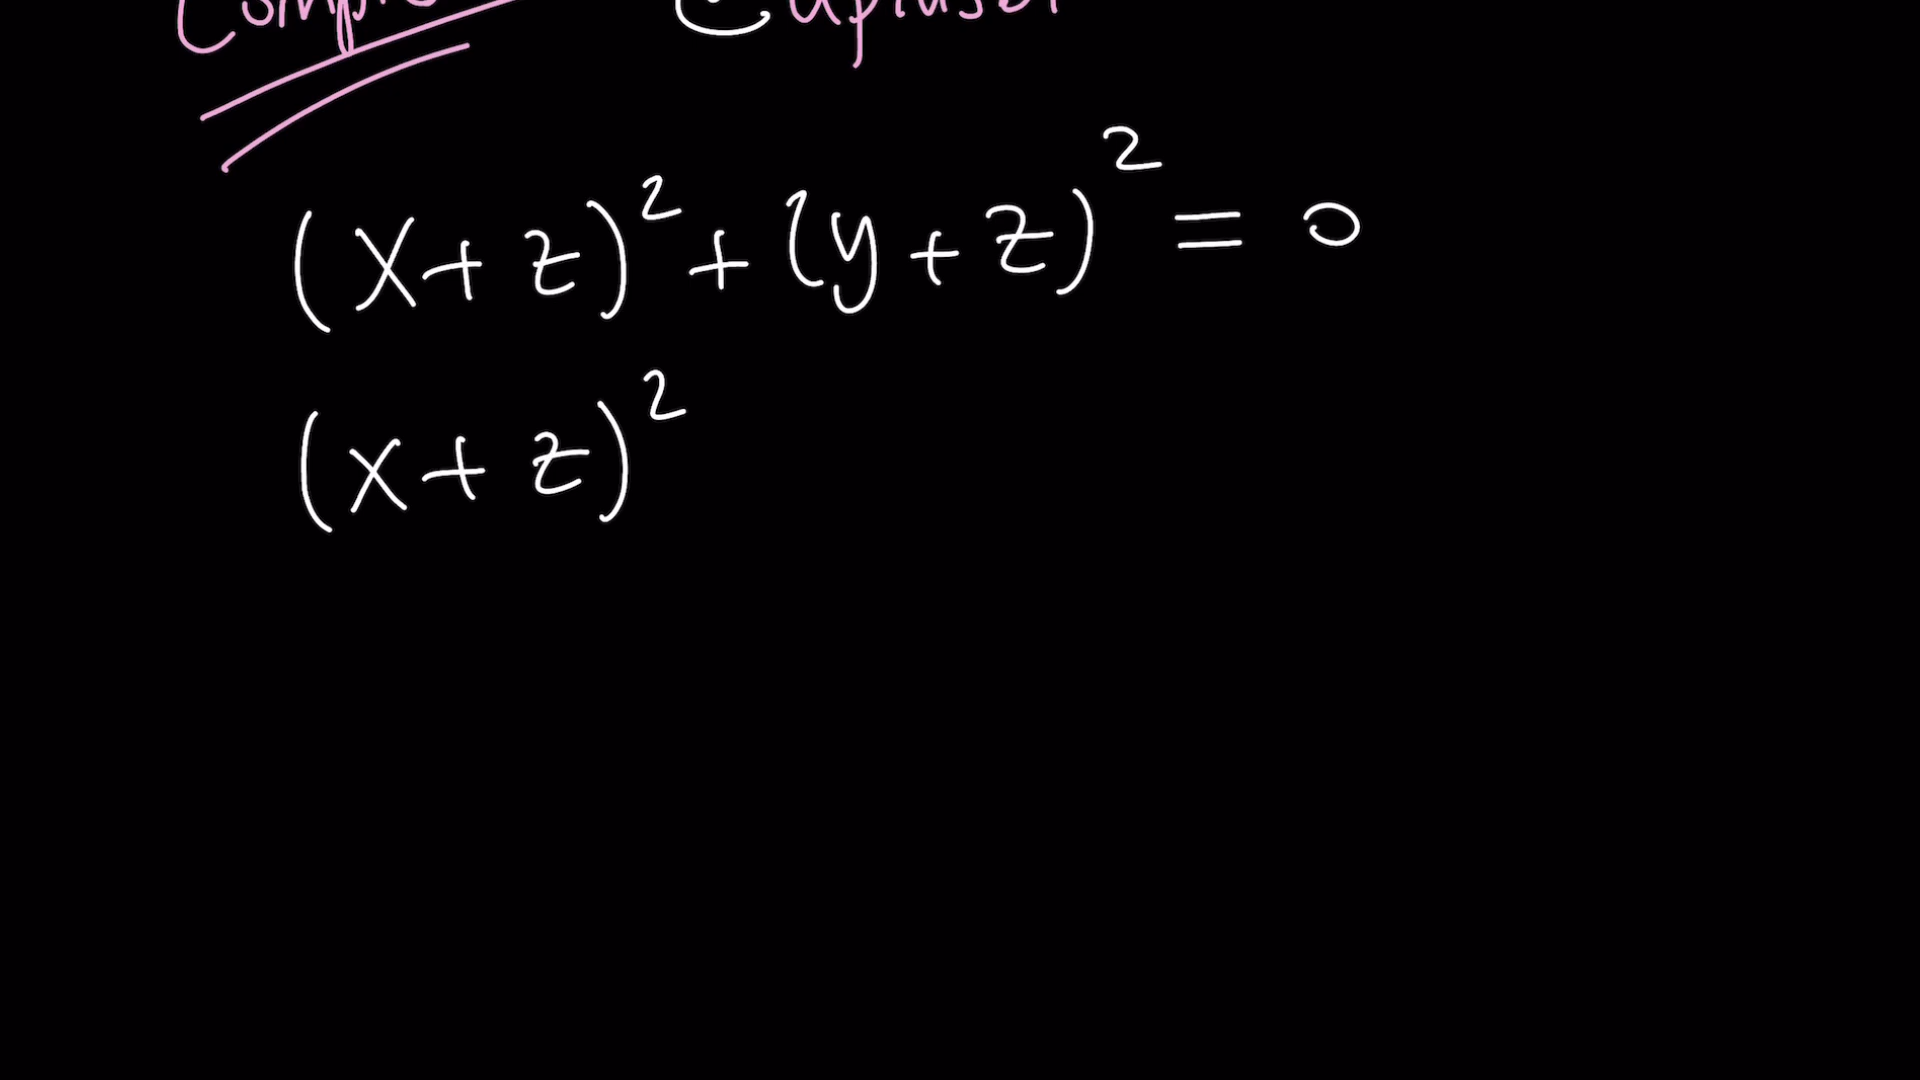 (x+z)² + (y+z)² = 0
(x+z)²